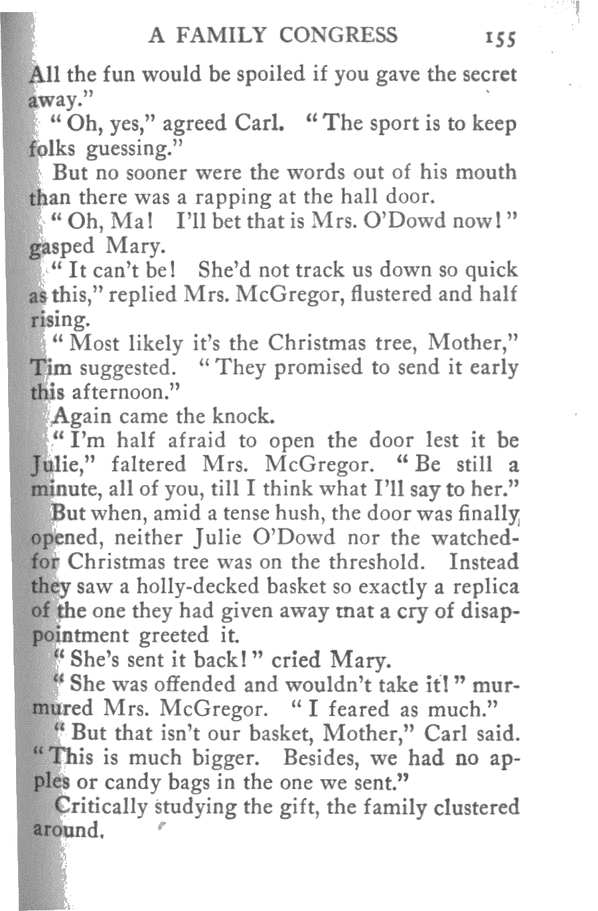 A FAMILY CONGRESS 155
All the fun would be spoiled if you gave the secret
away.”
“ Oh, yes,” agreed Carl. “ The sport is to keep
folks guessing.”
But no sooner were the words out of his mouth
than there was a rapping at the hall door.
“ Oh, Ma! I’ll bet that is Mrs. O’Dowd now! ”
gasped Mary.
“ It can’t be! She’d not track us down so quick
as this,” replied Mrs. McGregor, flustered and half
rising.
“ Most likely it’s the Christmas tree, Mother,”
Tim suggested. “ They promised to send it early
this afternoon.”
Again came the knock.
“ I’m half afraid to open the door lest it be
Julie,” faltered Mrs. McGregor. “ Be still a
minute, all of you, till I think what I’ll say to her.”
But when, amid a tense hush, the door was finally
opened, neither Julie O’Dowd nor the watched-
for Christmas tree was on the threshold. Instead
they saw a holly-decked basket so exactly a replica
of the one they had given away tnat a cry of disap-
pointment greeted it.
“ She’s sent it back! ” cried Mary.
“ She was offended and wouldn’t take it! ” mur-
mured Mrs. McGregor. “ I feared as much.”
“ But that isn’t our basket, Mother,” Carl said.
“ This is much bigger. Besides, we had no ap-
ples or candy bags in the one we sent.”
Critically studying the gift, the family clustered
around.